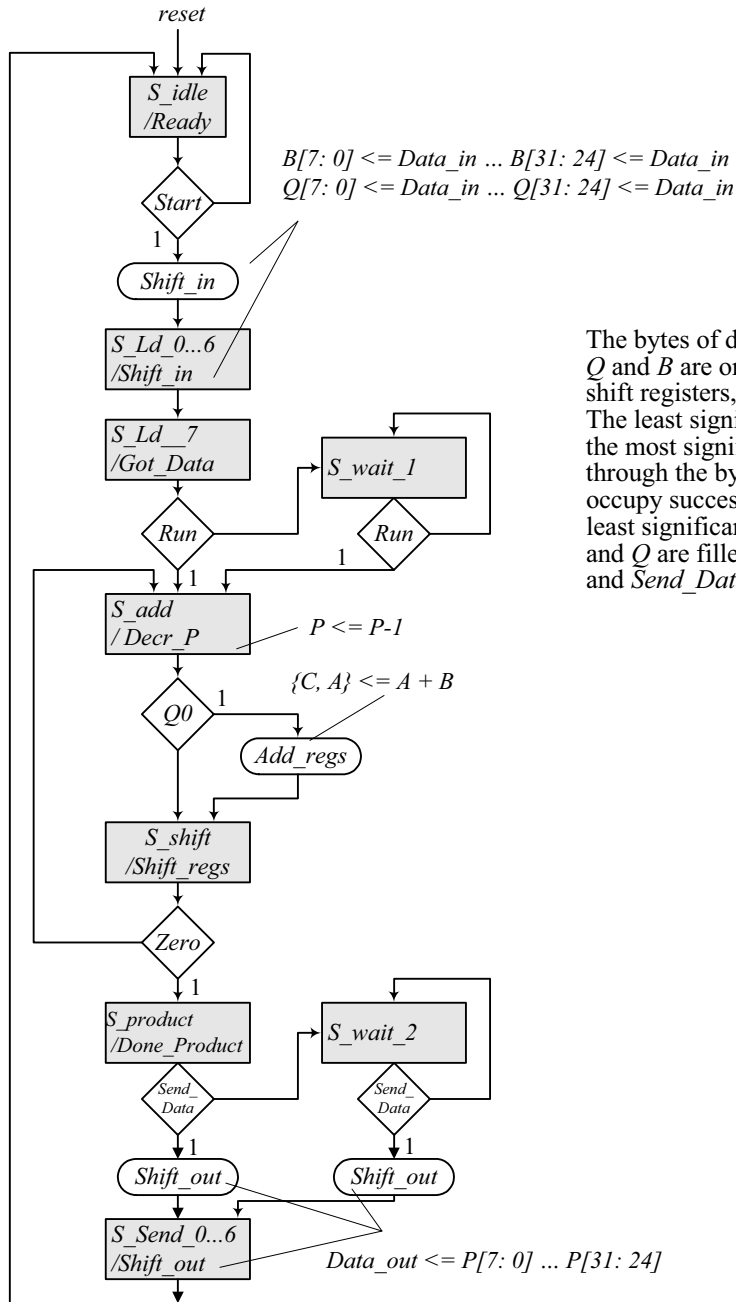 reset
S_idle
/Ready
B[7: 0] <= Data_in ... B[31: 24] <= Data_in
Q[7: 0] <= Data_in ... Q[31: 24] <= Data_in
Start
1
Shift_in
S_Ld_0...6
/Shift_in
The bytes of d
Q and B are or
shift registers,
The least signi
the most signif
through the by
occupy succes
least significar
and Q are fille
and Send_Dat
S_Ld__7
/Got_Data
S_wait_1
Run
Run
1
1
S_add
/ Decr_P
P <= P-1
{C, A} <= A + B
Q0
1
Add_regs
S_shift
/Shift_regs
Zero
1
S_product
/Done_Product
S_wait_2
Send_
Data
Send_
Data
1
1
Shift_out
Shift_out
S_Send_0...6
/Shift_out
Data_out <= P[7: 0] ... P[31: 24]